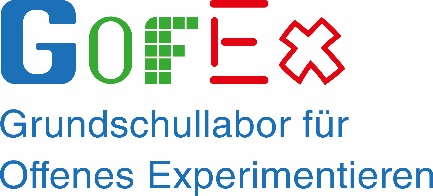 GOFEX
Grundschullabor für
Offenes Experimentieren